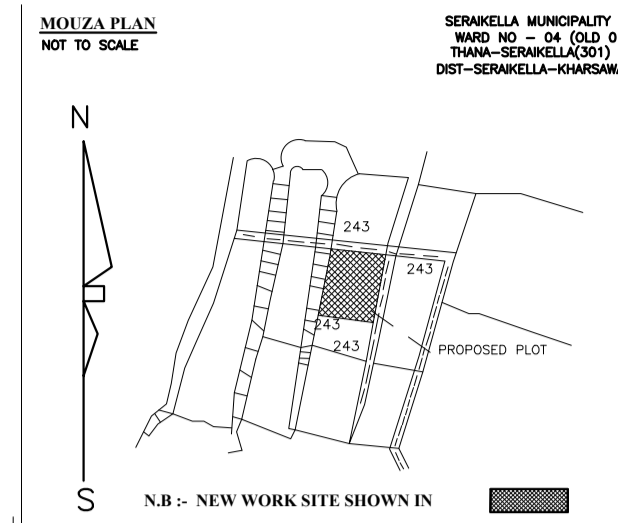 MOUZA PLAN
NOT TO SCALE
SERAIKELLA MUNICIPALITY
WARD NO - 04 (OLD 0
THANA-SERAIKELLA(301)
DIST-SERAIKELLA-KHARSAWA
N
243
243
243
243
PROPOSED PLOT
S
N.B :- NEW WORK SITE SHOWN IN